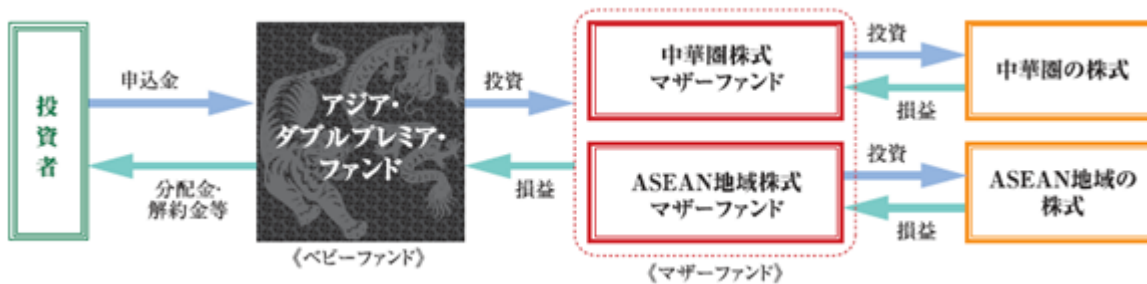 投資者
申込金
分配金・
解約金等
アジア・
ダブルプレミア・
ファンド
《ベビーファンド》
投資
損益
中華圏株式
マザーファンド
ASEAN地域株式
マザーファンド
《マザーファンド》
投資
損益
投資
損益
中華圏の株式
ASEAN地域の
株式